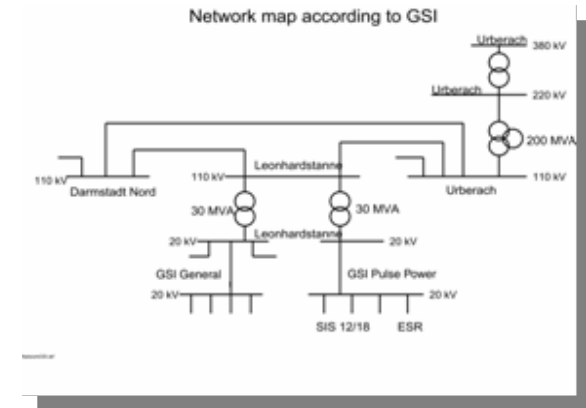 Network map according to GSI
Urberach
380 kV
Urberach
220 kV
200 MVA
Leonhardstanne
110 kV
Darmstadt Nord
110 kV
110 kV
Urberach
30 MVA
30 MVA
20 kV
Leonhardstanne
20 kV
GSI General
GSI Pulse Power
20 kV
20 kV
SIS 12/18
ESR